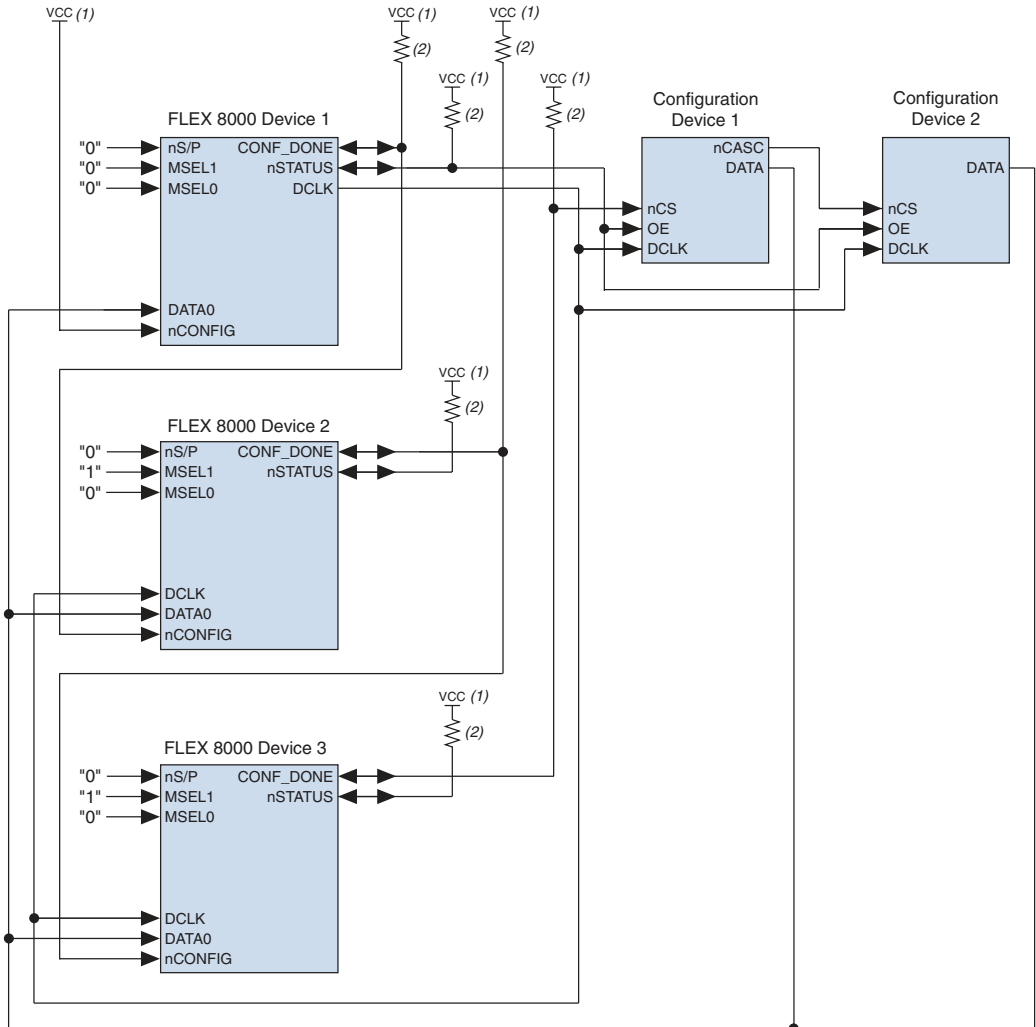 VCC (1)
VCC (1)
VCC (1)
(2)
(2)
VCC (1)
(2)
VCC (1)
(2)
FLEX 8000 Device 1
"0" nS/P CONF_DONE
"0" MSEL1 nSTATUS
"0" MSEL0 DCLK
DATA0
nCONFIG
Configuration
Device 1
nCASC
DATA
nCS
OE
DCLK
Configuration
Device 2
DATA
nCS
OE
DCLK
VCC (1)
(2)
FLEX 8000 Device 2
"0" nS/P CONF_DONE
"1" MSEL1 nSTATUS
"0" MSEL0
DCLK
DATA0
nCONFIG
VCC (1)
(2)
FLEX 8000 Device 3
"0" nS/P CONF_DONE
"1" MSEL1 nSTATUS
"0" MSEL0
DCLK
DATA0
nCONFIG